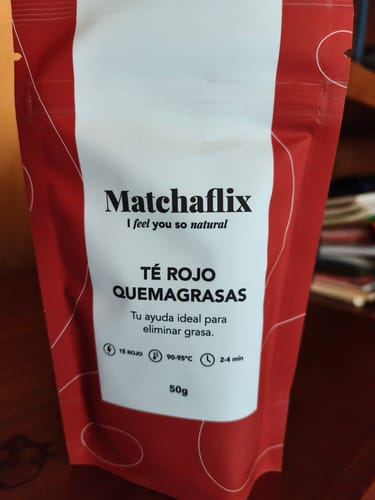 Matchaflix
I feel you so natural
TÉ ROJO
QUEMAGRASAS
Tu ayuda ideal para
eliminar grasa.
TÉ ROJO 90-95°C 2-4 min
50g